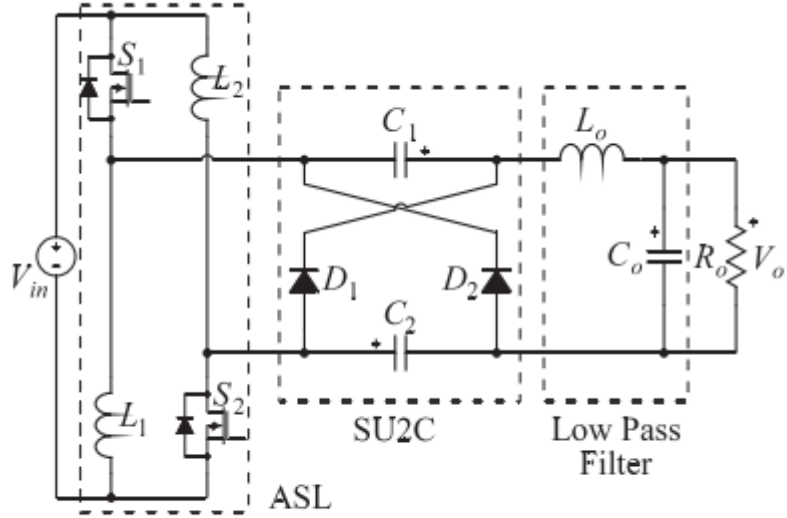 S1
L2
C1
Lo
Vin
D1
D2
Co
Ro
Vo
C2
L1
S2
SU2C
Low Pass
Filter
ASL